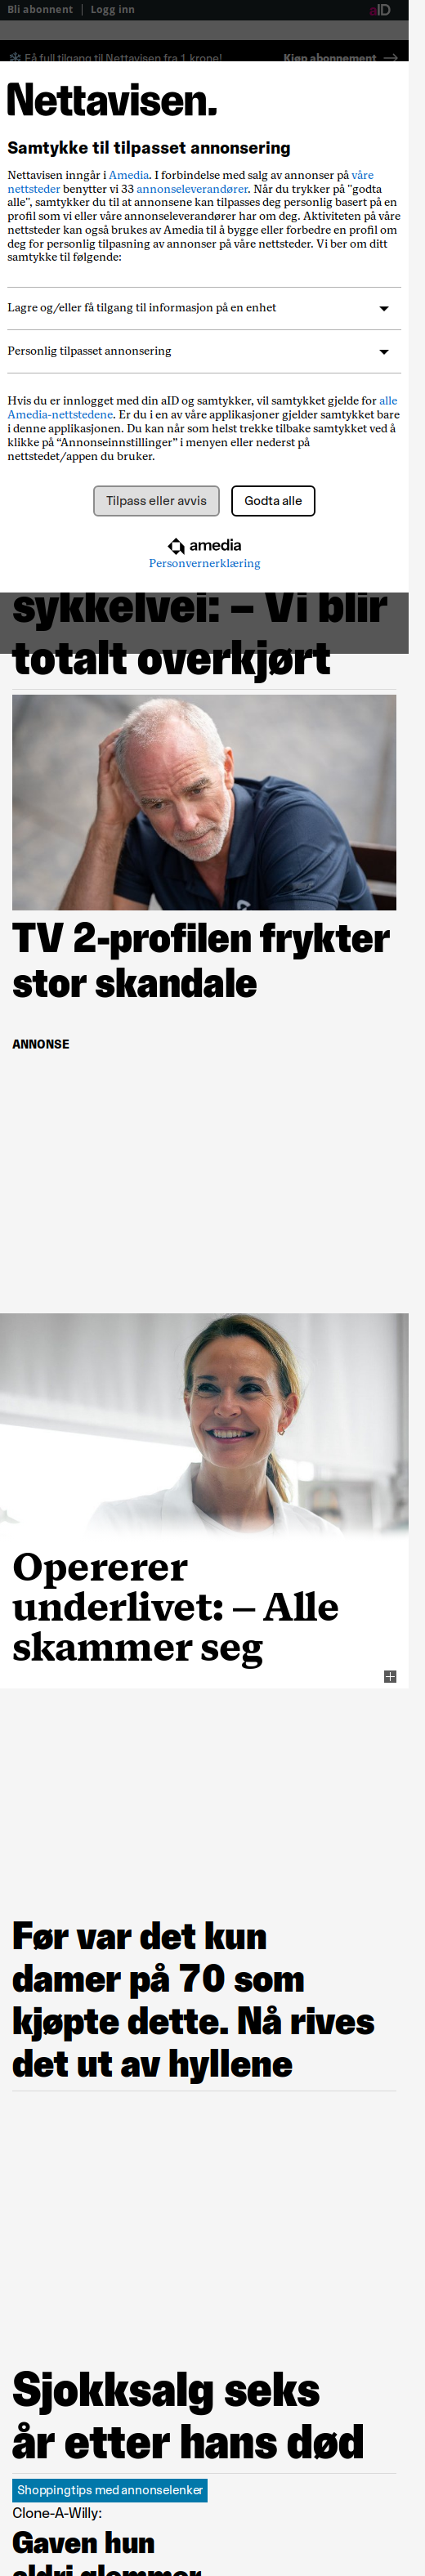 Bli abonnent | Logg inn aID
Få full tilgang til Nettavisen fra 1 krone! Kjøp abonnement →
Nettavisen.
Samtykke til tilpasset annonsering
Nettavisen inngår i Amedia. I forbindelse med salg av annonser på våre
nettsteder benytter vi 33 annonseleverandører. Når du trykker på "godta
alle", samtykker du til at annonsene kan tilpasses deg personlig basert på en
profil som vi eller våre annonseleverandører har om deg. Aktiviteten på våre
nettsteder kan også brukes av Amedia til å bygge eller forbedre en profil om
deg for personlig tilpasning av annonser på våre nettsteder. Vi ber om ditt
samtykke til følgende:
Lagre og/eller få tilgang til informasjon på en enhet
Personlig tilpasset annonsering
Hvis du er innlogget med din aID og samtykker, vil samtykket gjelde for alle
Amedia-nettstedene. Er du i en av våre applikasjoner gjelder samtykket bare
i denne applikasjonen. Du kan når som helst trekke tilbake samtykket ved å
klikke på “Annonseinnstillinger” i menyen eller nederst på
nettstedet/appen du bruker.
Tilpass eller avvis Godta alle
amedia
Personvernerklæring
sykkelvei: – Vi blir
totalt overkjørt
TV 2-profilen frykter
stor skandale
ANNONSE
Opererer
underlivet: – Alle
skammer seg
Før var det kun
damer på 70 som
kjøpte dette. Nå rives
det ut av hyllene
Sjokksalg seks
år etter hans død
Shoppingtips med annonselenker
Clone-A-Willy:
Gaven hun
aldri glemmer